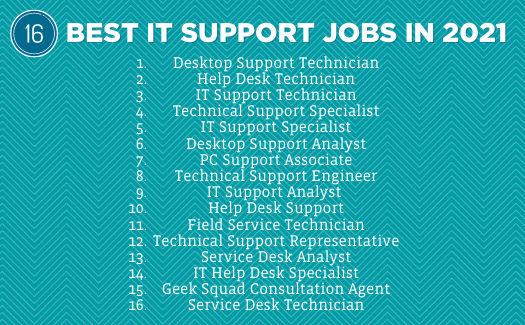 16 BEST IT SUPPORT JOBS IN 2021
1. Desktop Support Technician
2. Help Desk Technician
3. IT Support Technician
4. Technical Support Specialist
5. IT Support Specialist
6. Desktop Support Analyst
7. PC Support Associate
8. Technical Support Engineer
9. IT Support Analyst
10. Help Desk Support
11. Field Service Technician
12. Technical Support Representative
13. Service Desk Analyst
14. IT Help Desk Specialist
15. Geek Squad Consultation Agent
16. Service Desk Technician